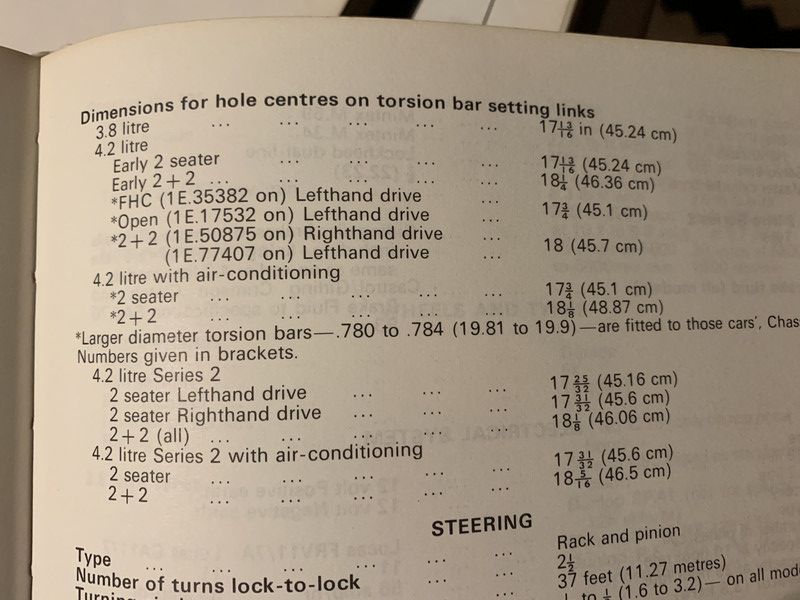 Dimensions for hole centres on torsion bar setting links
3.8 litre ... ... ... ... ... 17 13/16 in (45.24 cm)
4.2 litre
Early 2 seater ... ... ... ... 17 13/16 (45.24 cm)
Early 2+2 ... ... ... ... ... 18 1/4 (46.36 cm)
*FHC (1E.35382 on) Lefthand drive ...
*Open (1E.17532 on) Lefthand drive ... 17 3/4 (45.1 cm)
*2+2 (1E.50875 on) Righthand drive ...
(1E.77407 on) Lefthand drive ... 18 (45.7 cm)
4.2 litre with air-conditioning
*2 seater ... ... ... ... ... 17 3/4 (45.1 cm)
*2+2 ... ... ... ... ... 18 1/8 (48.87 cm)
*Larger diameter torsion bars—.780 to .784 (19.81 to 19.9)—are fitted to those cars', Chas
Numbers given in brackets.
4.2 litre Series 2
2 seater Lefthand drive ... ... ... 17 25/32 (45.16 cm)
2 seater Righthand drive ... ... ... 17 31/32 (45.6 cm)
2+2 (all) ... ... ... ... ... 18 1/8 (46.06 cm)
4.2 litre Series 2 with air-conditioning
2 seater ... ... ... ... ... 17 31/32 (45.6 cm)
2+2 ... ... ... ... ... 18 5/16 (46.5 cm)
STEERING
Type ... ... ... ... ... ... Rack and pinion
Number of turns lock-to-lock ... ... 2 1/2
37 feet (11.27 metres)
(1.6 to 3.2)— on all mod